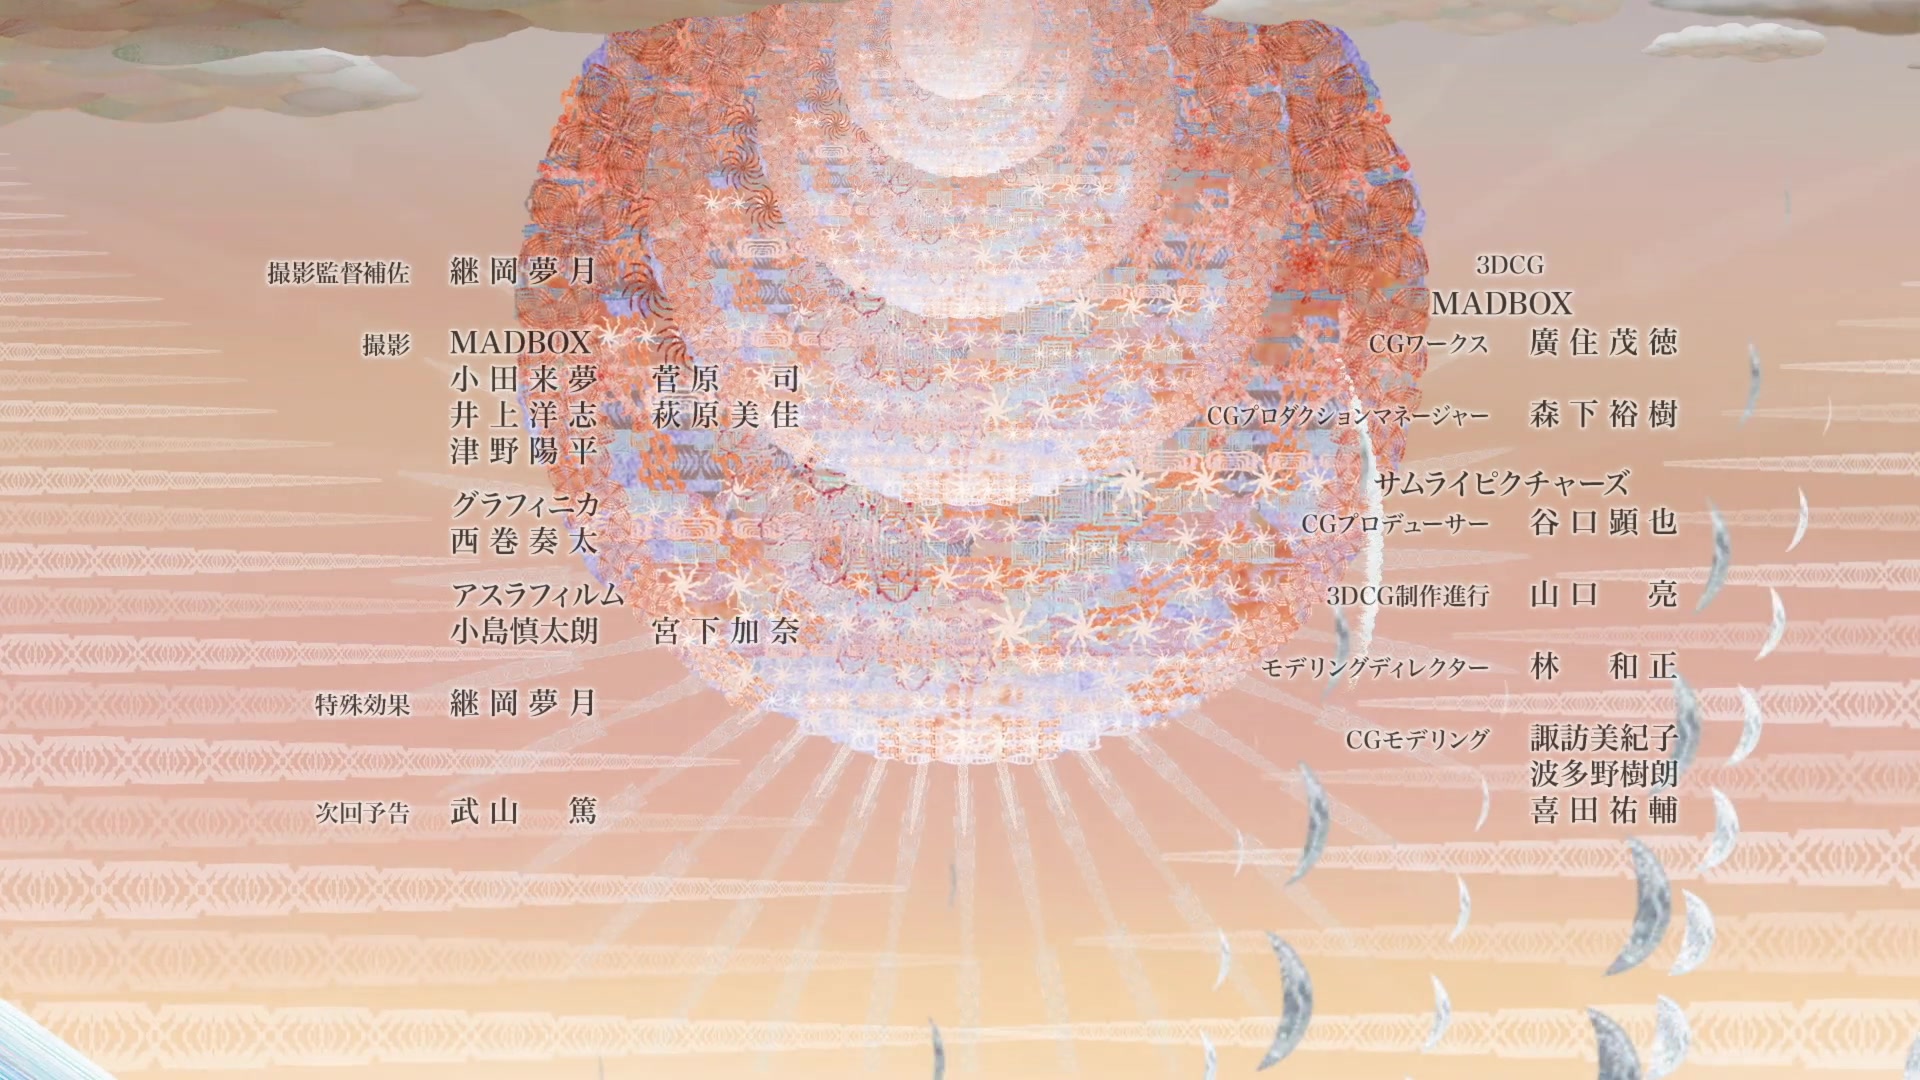 撮影監督補佐 継岡夢月
撮影 MADBOX
小田来夢 菅原 司
井上洋志 萩原美佳
津野陽平
グラフィニカ
西巻奏太
アスラフィルム
小島慎太朗 宮下加奈
特殊効果 継岡夢月
次回予告 武山 篤
3DCG
MADBOX
CGワークス 廣住茂徳
CGプロダクションマネージャー 森下裕樹
サムライピクチャーズ
CGプロデューサー 谷口顕也
3DCG制作進行 山口 亮
モデリングディレクター 林 和正
CGモデリング 諏訪美紀子
波多野樹朗
喜田祐輔